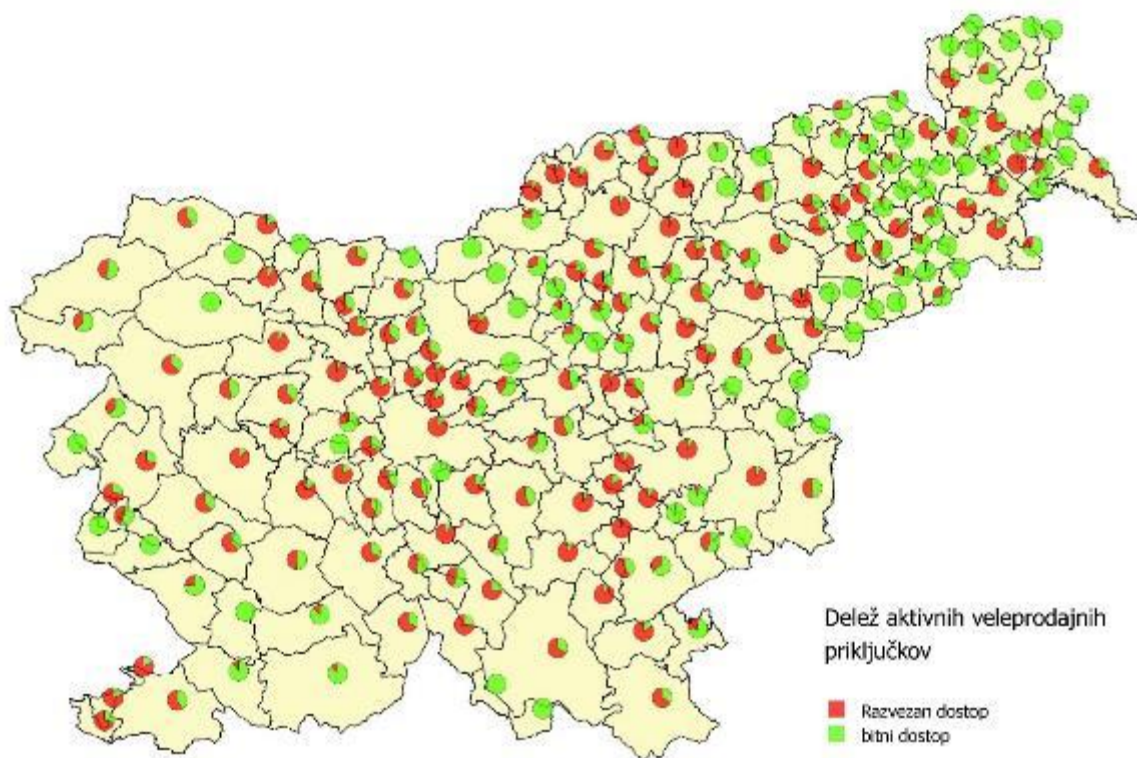 Delež aktivnih veleprodajnih
priključkov
Razvezan dostop
bitni dostop